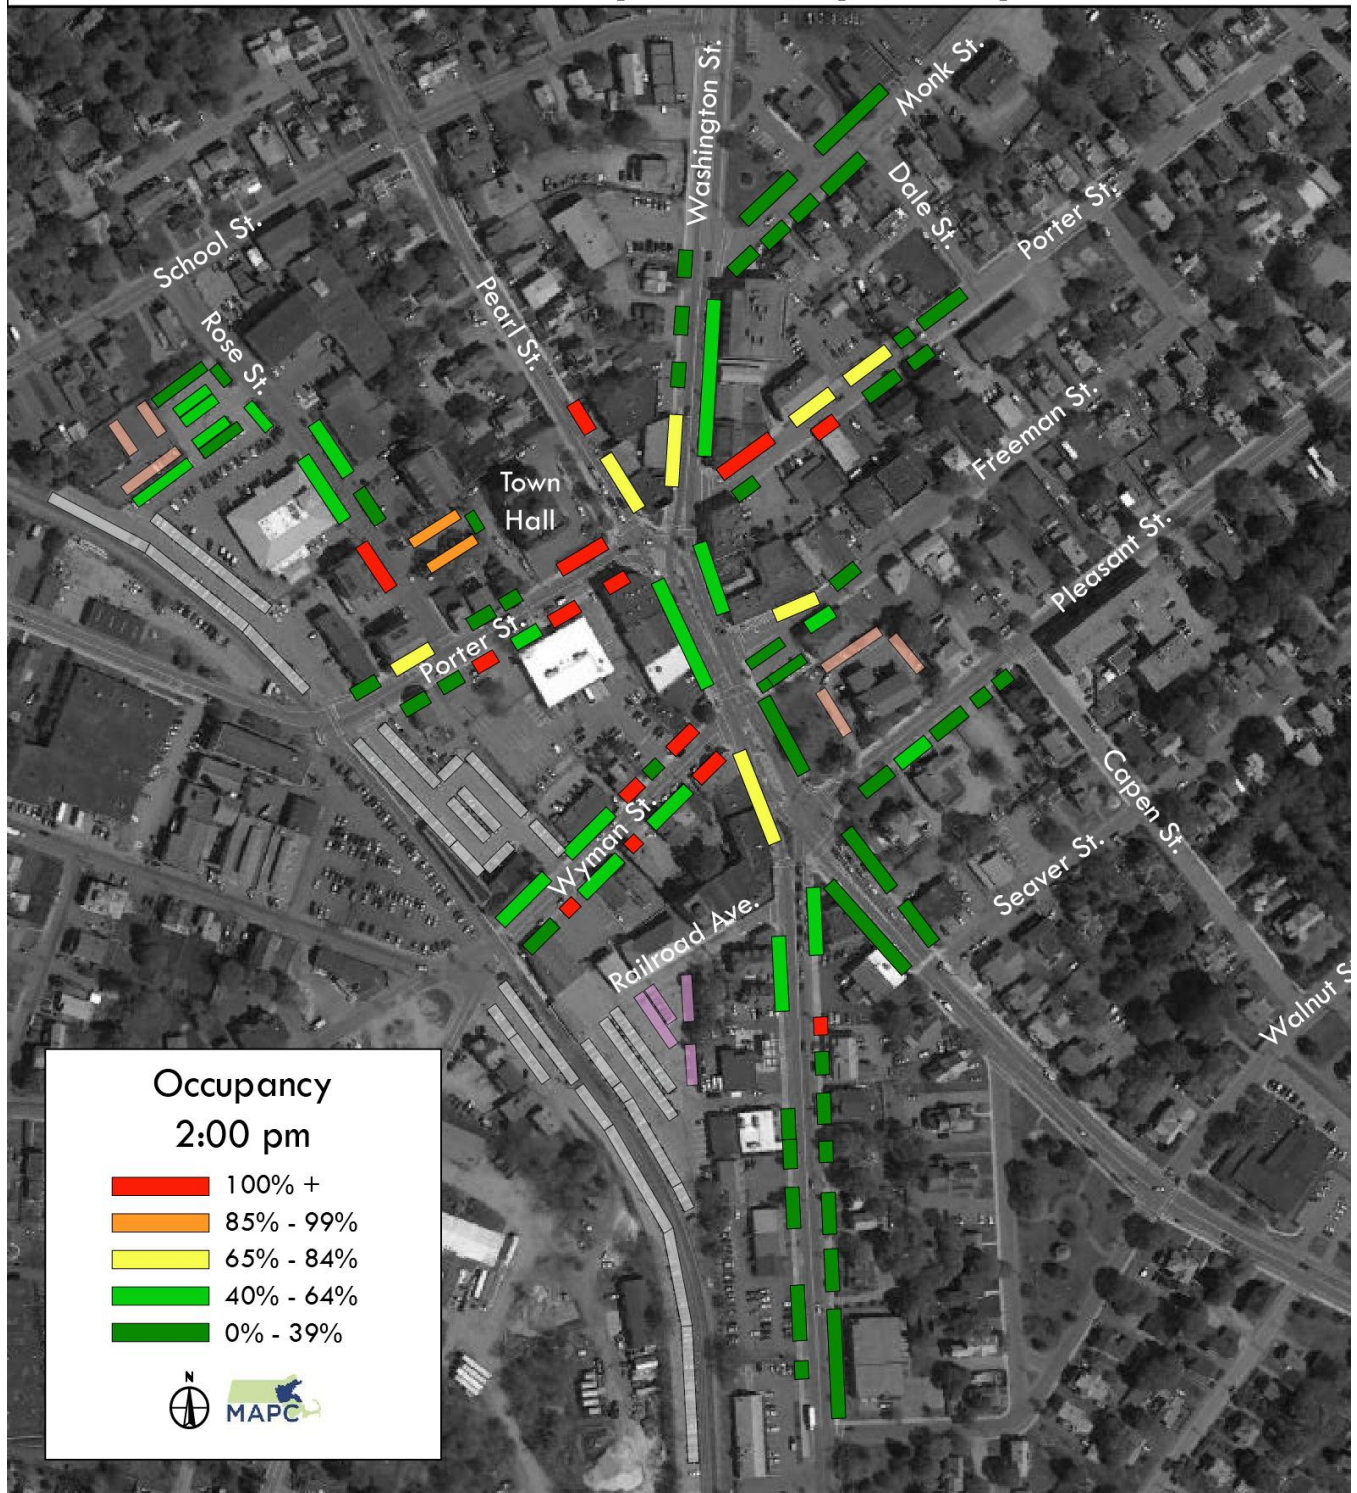 Washington St.
Monk St.
Dale St.
Porter St.
School St.
Pearl St.
Rose St.
Freeman St.
Town
Hall
Pleasant St.
Porter St.
Capen St.
Wyman St.
Seaver St.
Railroad Ave.
Walnut S
Occupancy
2:00 pm
100% +
85% - 99%
65% - 84%
40% - 64%
0% - 39%
N
MAPC